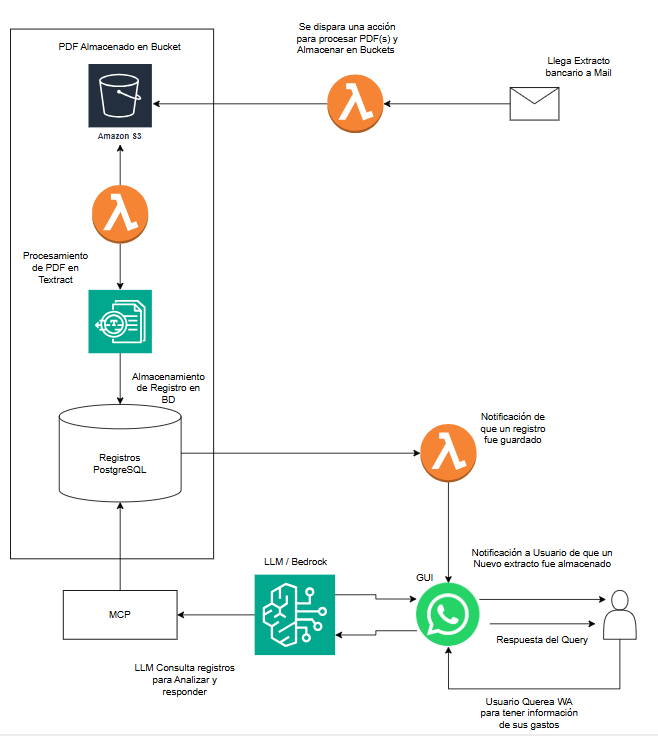 Se dispara una acción
para procesar PDF(s) y
Almacenar en Buckets
PDF Almacenado en Bucket
Llega Extracto
bancario a Mail
Amazon S3
Procesamiento
de PDF en
Textract
Almacenamiento
de Registro en
BD
Registros
PostgreSQL
Notificación de
que un registro
fue guardado
LLM / Bedrock
Notificación a Usuario de que un
Nuevo extracto fue almacenado
GUI
MCP
Respuesta del Query
LLM Consulta registros
para Analizar y
responder
Usuario Querea WA
para tener información
de sus gastos